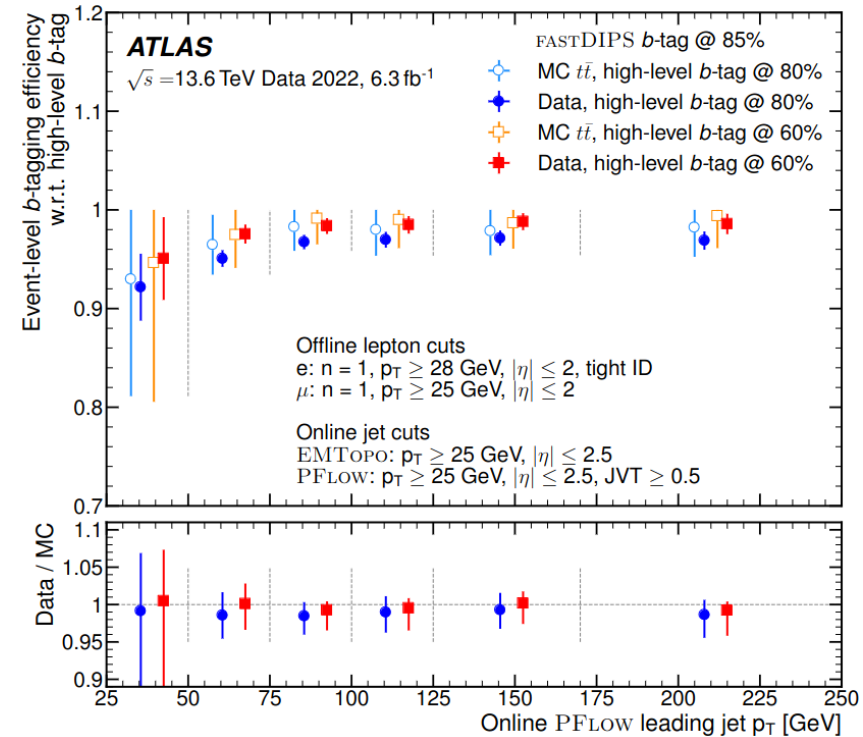 Event-level b-tagging efficiency
w.r.t. high-level b-tag
1.2
1.1
1
0.9
0.8
0.7
ATLAS
√s =13.6 TeV Data 2022, 6.3 fb⁻¹
FASTDIPS b-tag @ 85%
MC tt̄, high-level b-tag @ 80%
Data, high-level b-tag @ 80%
MC tt̄, high-level b-tag @ 60%
Data, high-level b-tag @ 60%
Offline lepton cuts
e: n = 1, pT ≥ 28 GeV, |η| ≤ 2, tight ID
μ: n = 1, pT ≥ 25 GeV, |η| ≤ 2
Online jet cuts
EMTOPO: pT ≥ 25 GeV, |η| ≤ 2.5
PFLOW: pT ≥ 25 GeV, |η| ≤ 2.5, JVT ≥ 0.5
Data / MC
1.1
1.05
1
0.95
0.9
25 50 75 100 125 150 175 200 225 250
Online PFLOW leading jet pT [GeV]